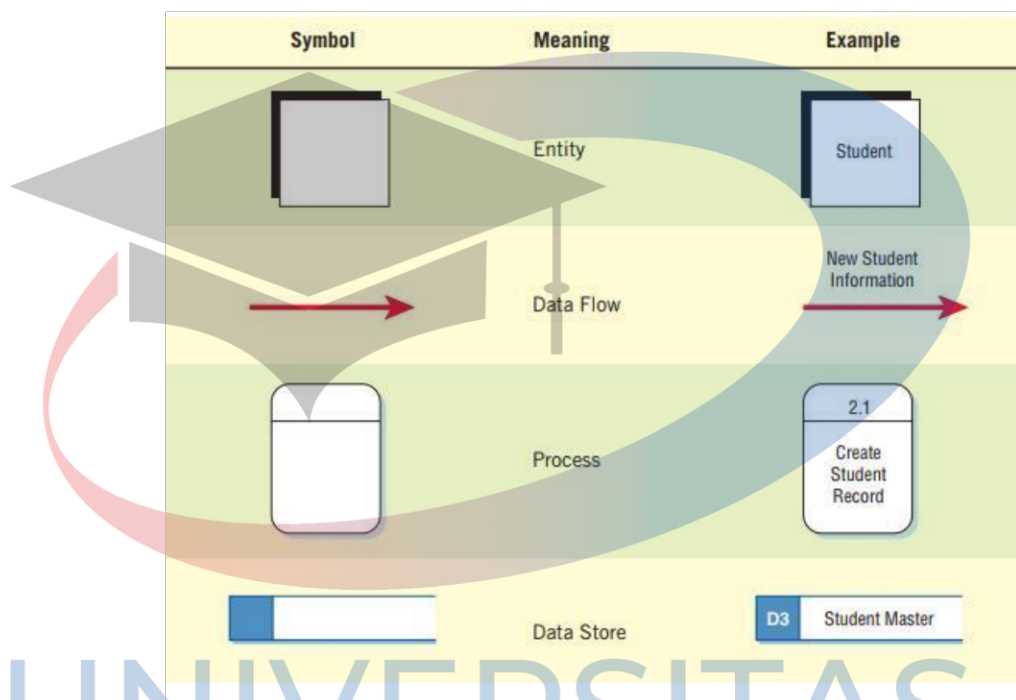 Symbol Meaning Example
Entity
Student
Data Flow
New Student
Information
Process
2.1
Create
Student
Record
Data Store
D3 Student Master
UNIVERSITAS